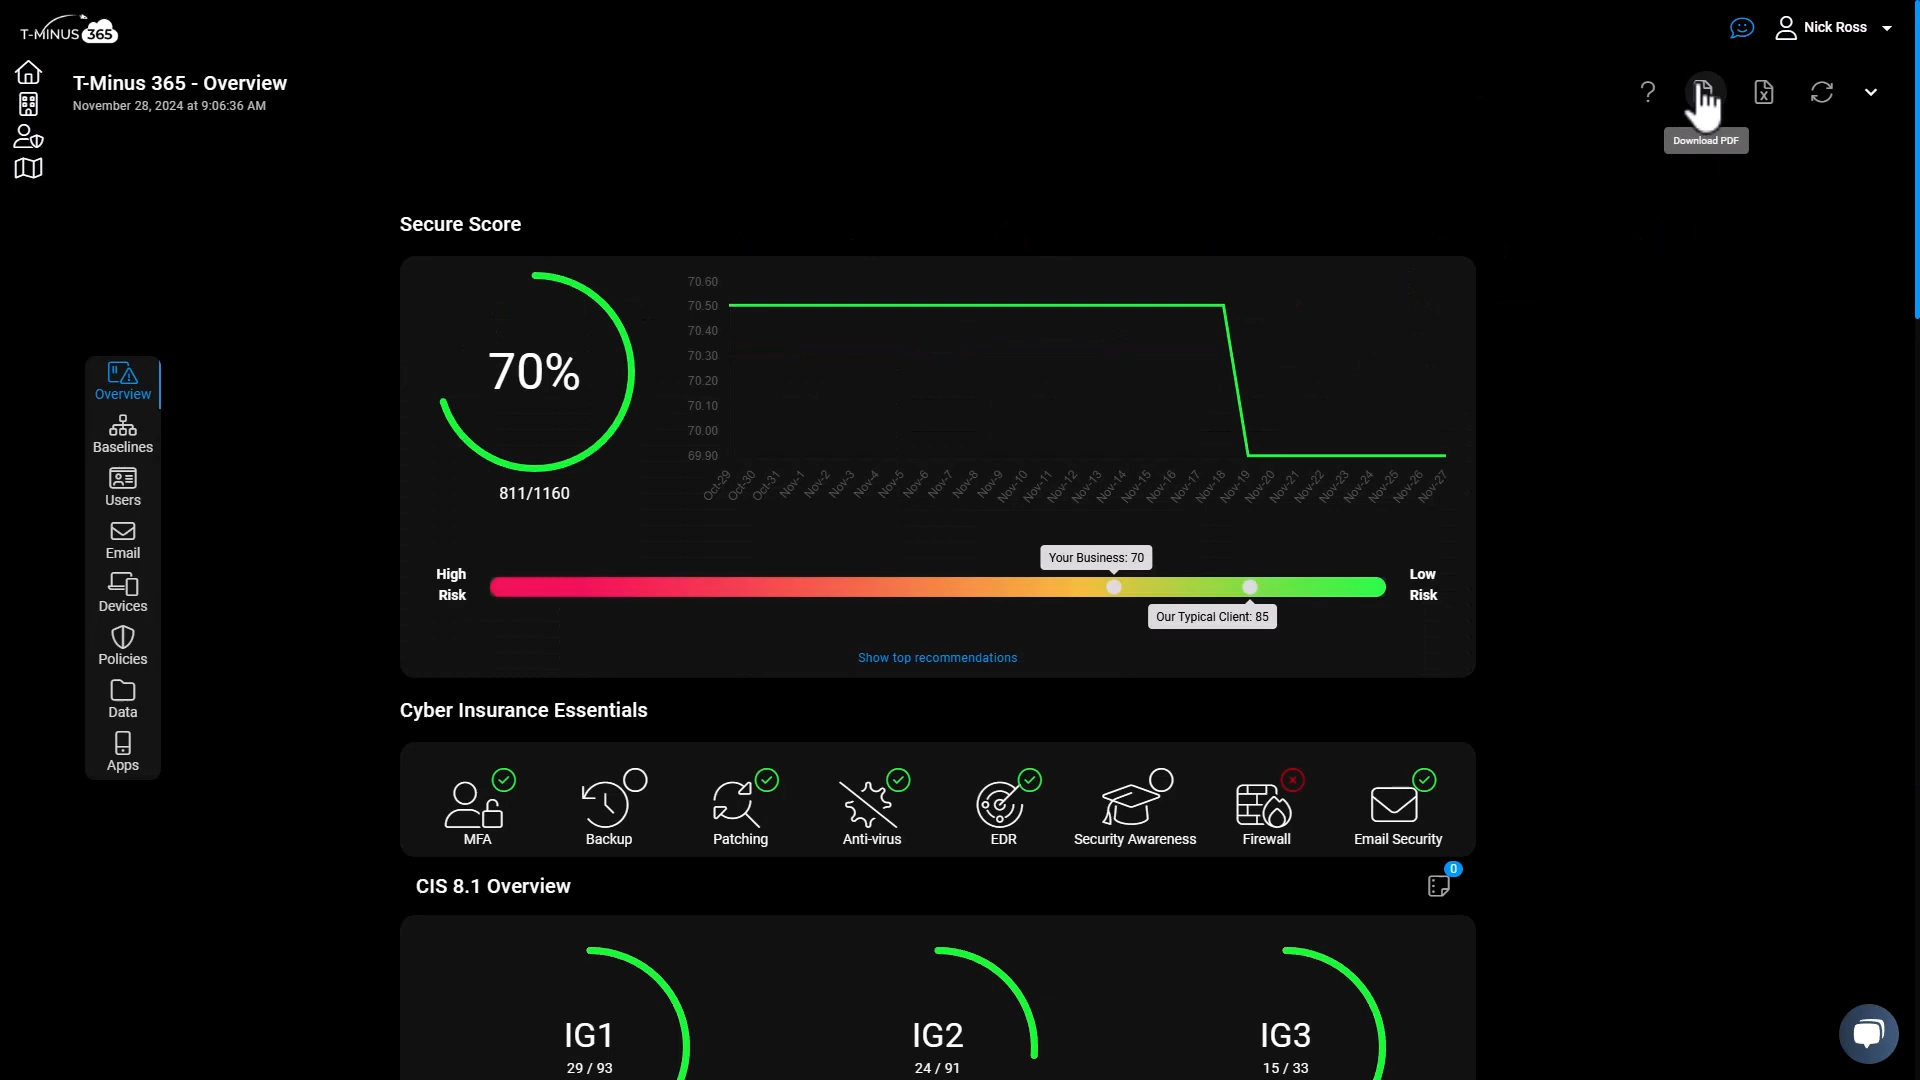 T-MINUS 365
Nick Ross
T-Minus 365 - Overview
November 28, 2024 at 9:06:36 AM
?
Download PDF
Overview
Baselines
Users
Email
Devices
Policies
Data
Apps
Secure Score
70%
811/1160
70.60
70.50
70.40
70.30
70.20
70.10
70.00
69.90
Oct-29
Oct-30
Oct-31
Nov-1
Nov-2
Nov-3
Nov-4
Nov-5
Nov-6
Nov-7
Nov-8
Nov-9
Nov-10
Nov-11
Nov-12
Nov-13
Nov-14
Nov-15
Nov-16
Nov-17
Nov-18
Nov-19
Nov-20
Nov-21
Nov-22
Nov-23
Nov-24
Nov-25
Nov-26
Nov-27
Your Business: 70
High
Risk
Low
Risk
Our Typical Client: 85
Show top recommendations
Cyber Insurance Essentials
MFA
Backup
Patching
Anti-virus
EDR
Security Awareness
Firewall
Email Security
CIS 8.1 Overview
0
IG1
29 / 93
IG2
24 / 91
IG3
15 / 33